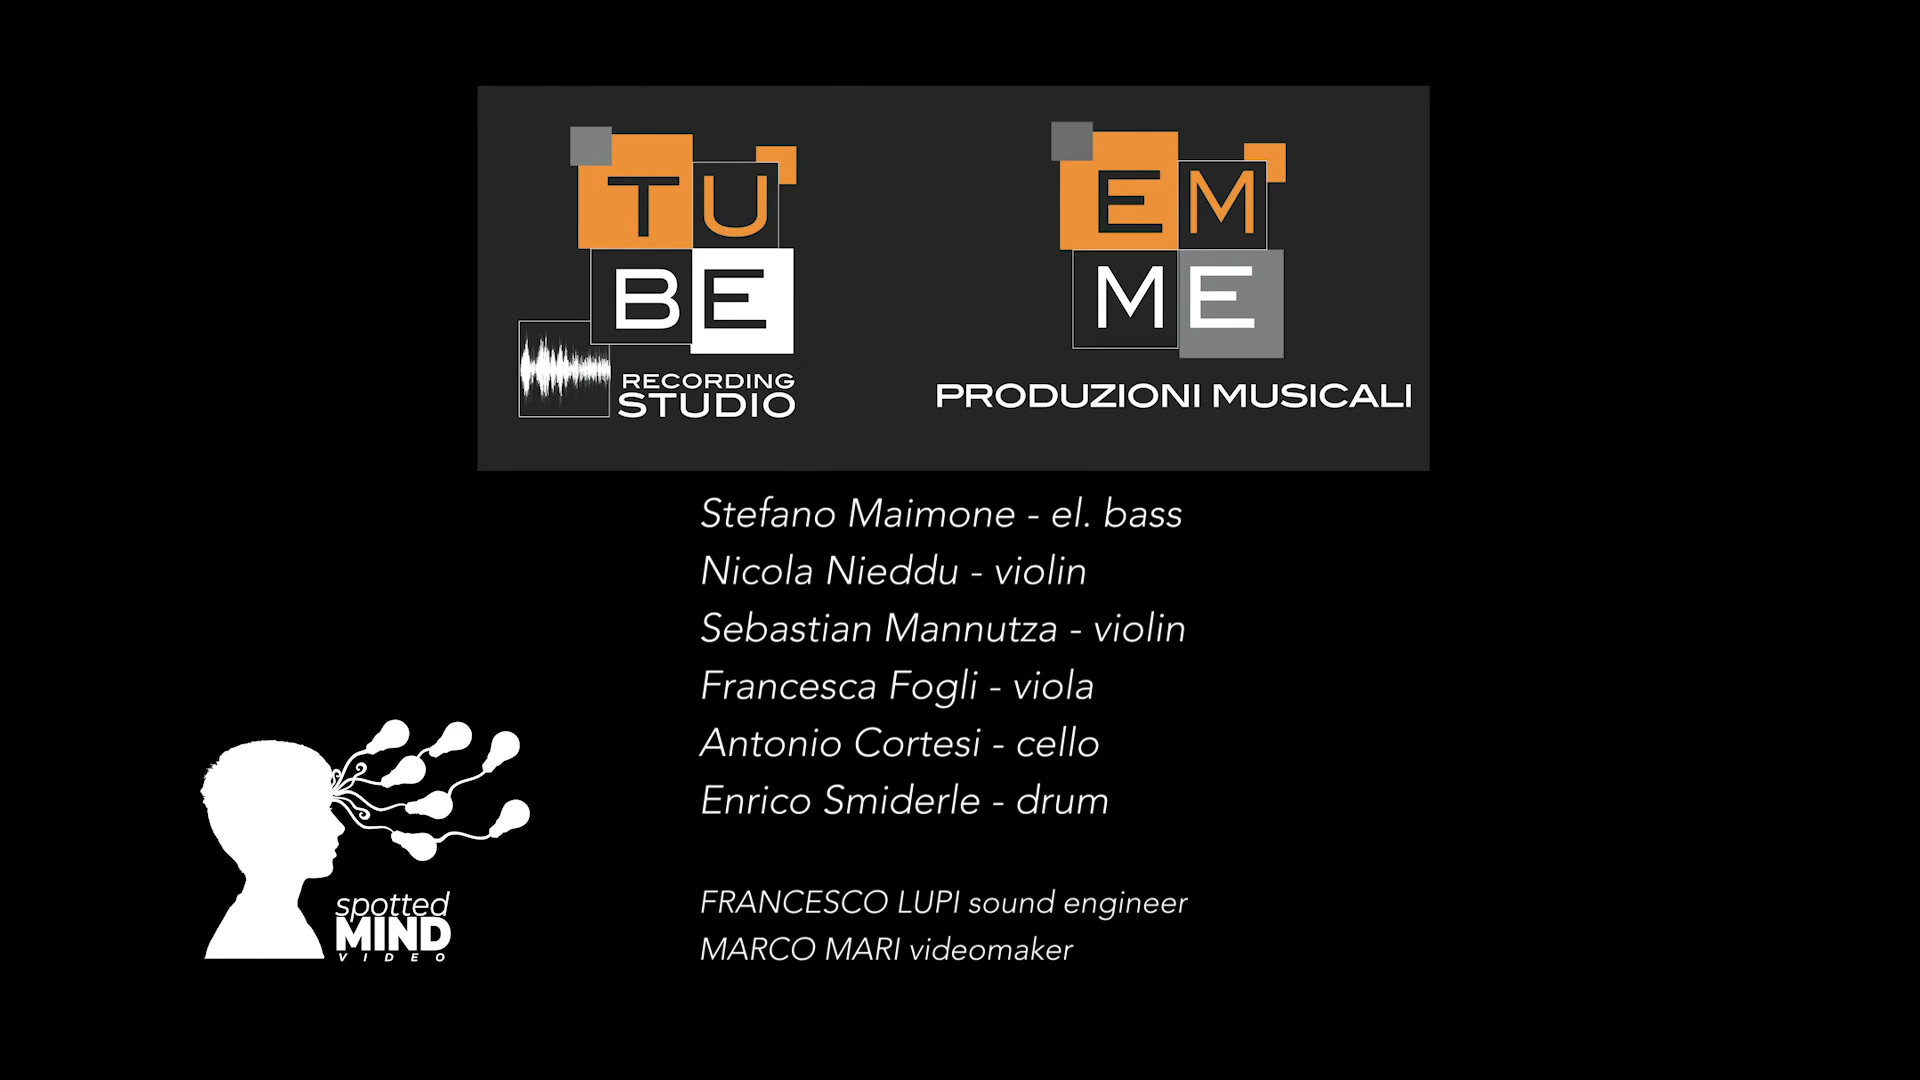 TU
BE
RECORDING
STUDIO
EM
ME
PRODUZIONI MUSICALI
Stefano Maimone - el. bass
Nicola Nieddu - violin
Sebastian Mannutza - violin
Francesca Fogli - viola
Antonio Cortesi - cello
Enrico Smiderle - drum
FRANCESCO LUPI sound engineer
MARCO MARI videomaker
spotted
MIND
VIDEO